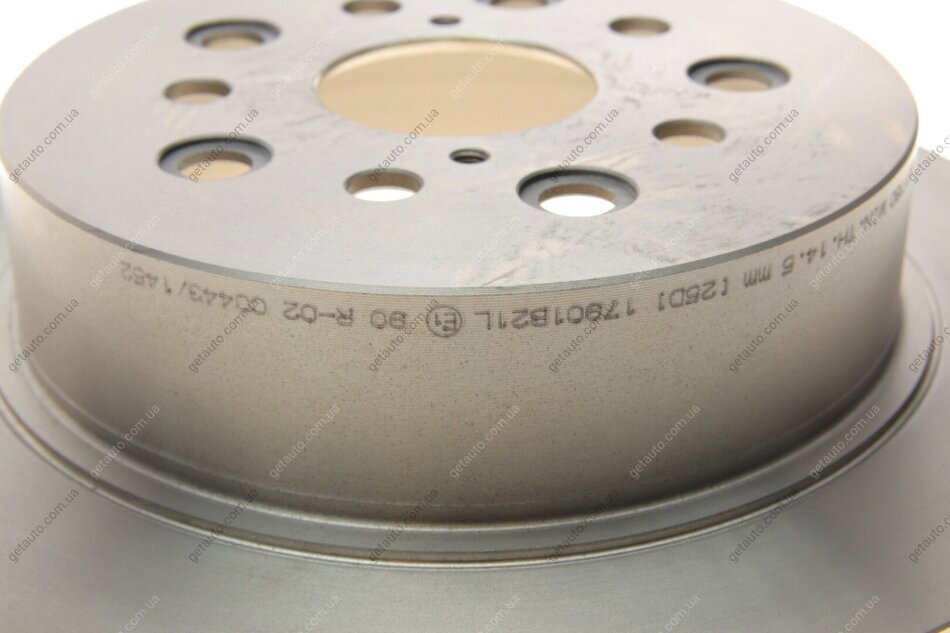 MIN. TH. 14.5 mm [25D] 17901B21L E1 90 R-02 C0443/1452
getauto.com.ua